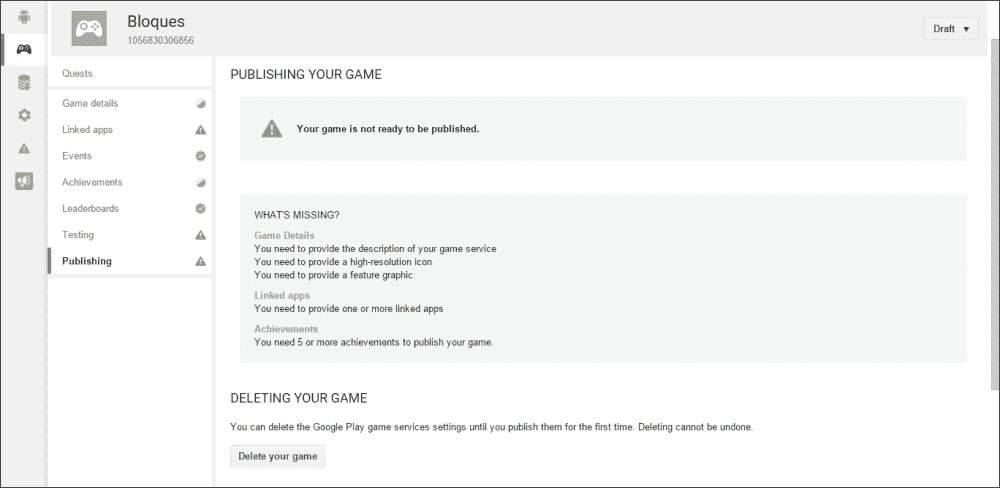 Bloques
1056830306856
Draft
Quests
Game details
Linked apps
Events
Achievements
Leaderboards
Testing
Publishing
PUBLISHING YOUR GAME
Your game is not ready to be published.
WHAT'S MISSING?
Game Details
You need to provide the description of your game service
You need to provide a high-resolution icon
You need to provide a feature graphic
Linked apps
You need to provide one or more linked apps
Achievements
You need 5 or more achievements to publish your game.
DELETING YOUR GAME
You can delete the Google Play game services settings until you publish them for the first time. Deleting cannot be undone.
Delete your game